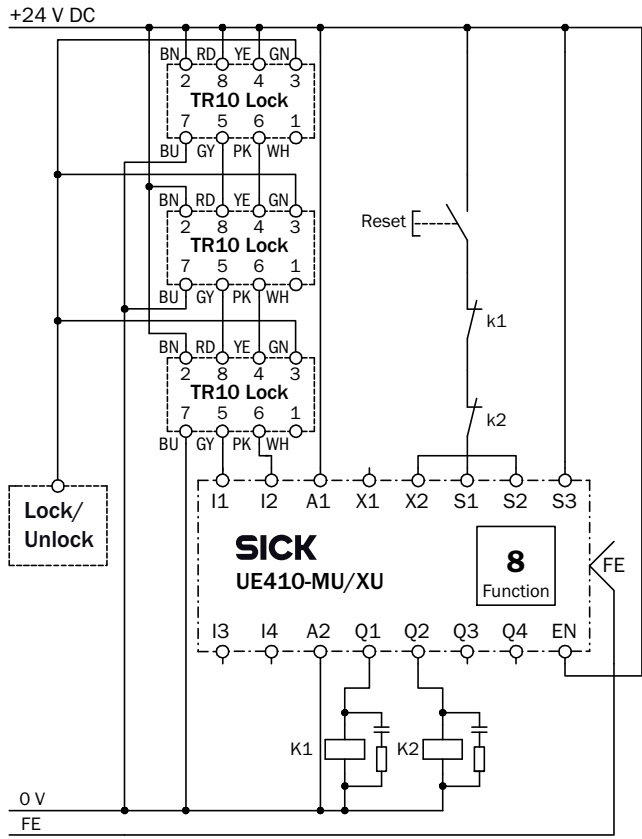 +24 V DC
BN RD YE GN
2 8 4 3
TR10 Lock
7 5 6 1
BU GY PK WH
BN RD YE GN
2 8 4 3
TR10 Lock
7 5 6 1
BU GY PK WH
BN RD YE GN
2 8 4 3
TR10 Lock
7 5 6 1
BU GY PK WH
Reset
k1
k2
Lock/
Unlock
I1 I2 A1 X1 X2 S1 S2 S3
SICK
UE410-MU/XU
8
Function
FE
I3 I4 A2 Q1 Q2 Q3 Q4 EN
K1 K2
0 V
FE